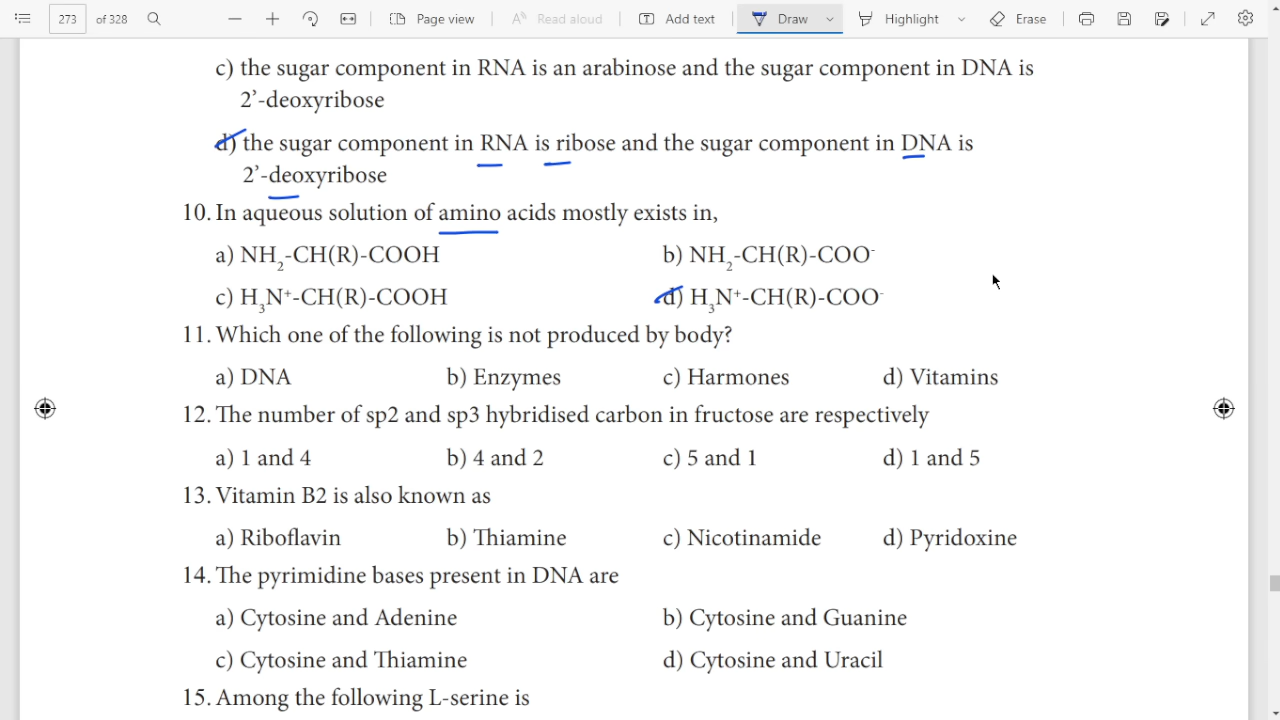 273 of 328 Page view Read aloud Add text Draw Highlight Erase
c) the sugar component in RNA is an arabinose and the sugar component in DNA is
2’-deoxyribose
d) the sugar component in RNA is ribose and the sugar component in DNA is
2’-deoxyribose
10. In aqueous solution of amino acids mostly exists in,
a) NH₂-CH(R)-COOH b) NH₂-CH(R)-COO⁻
c) H₃N⁺-CH(R)-COOH d) H₃N⁺-CH(R)-COO⁻
11. Which one of the following is not produced by body?
a) DNA b) Enzymes c) Harmones d) Vitamins
12. The number of sp2 and sp3 hybridised carbon in fructose are respectively
a) 1 and 4 b) 4 and 2 c) 5 and 1 d) 1 and 5
13. Vitamin B2 is also known as
a) Riboflavin b) Thiamine c) Nicotinamide d) Pyridoxine
14. The pyrimidine bases present in DNA are
a) Cytosine and Adenine b) Cytosine and Guanine
c) Cytosine and Thiamine d) Cytosine and Uracil
15. Among the following L-serine is